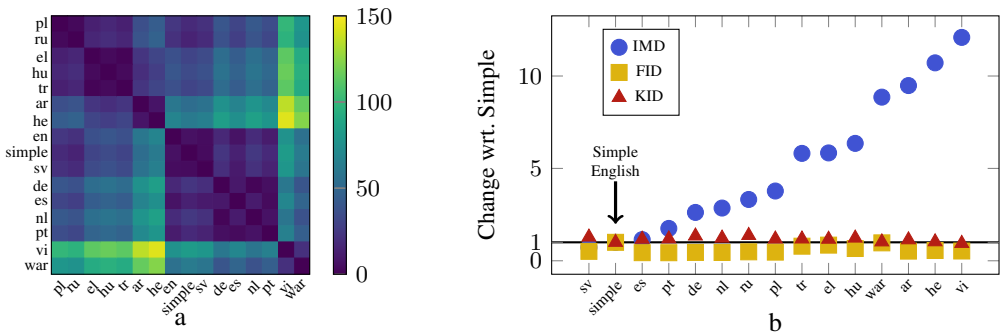 pl
ru
el
hu
tr
ar
he
en
simple
sv
de
es
nl
pt
vi
war
pl ru el hu tr ar he en simple sv de es nl pt vi war
a
150
100
50
0
Change wrt. Simple
10
5
1
0
IMD
FID
KID
Simple
English
sv simple es pt de nl ru pl tr el hu war ar he vi
b